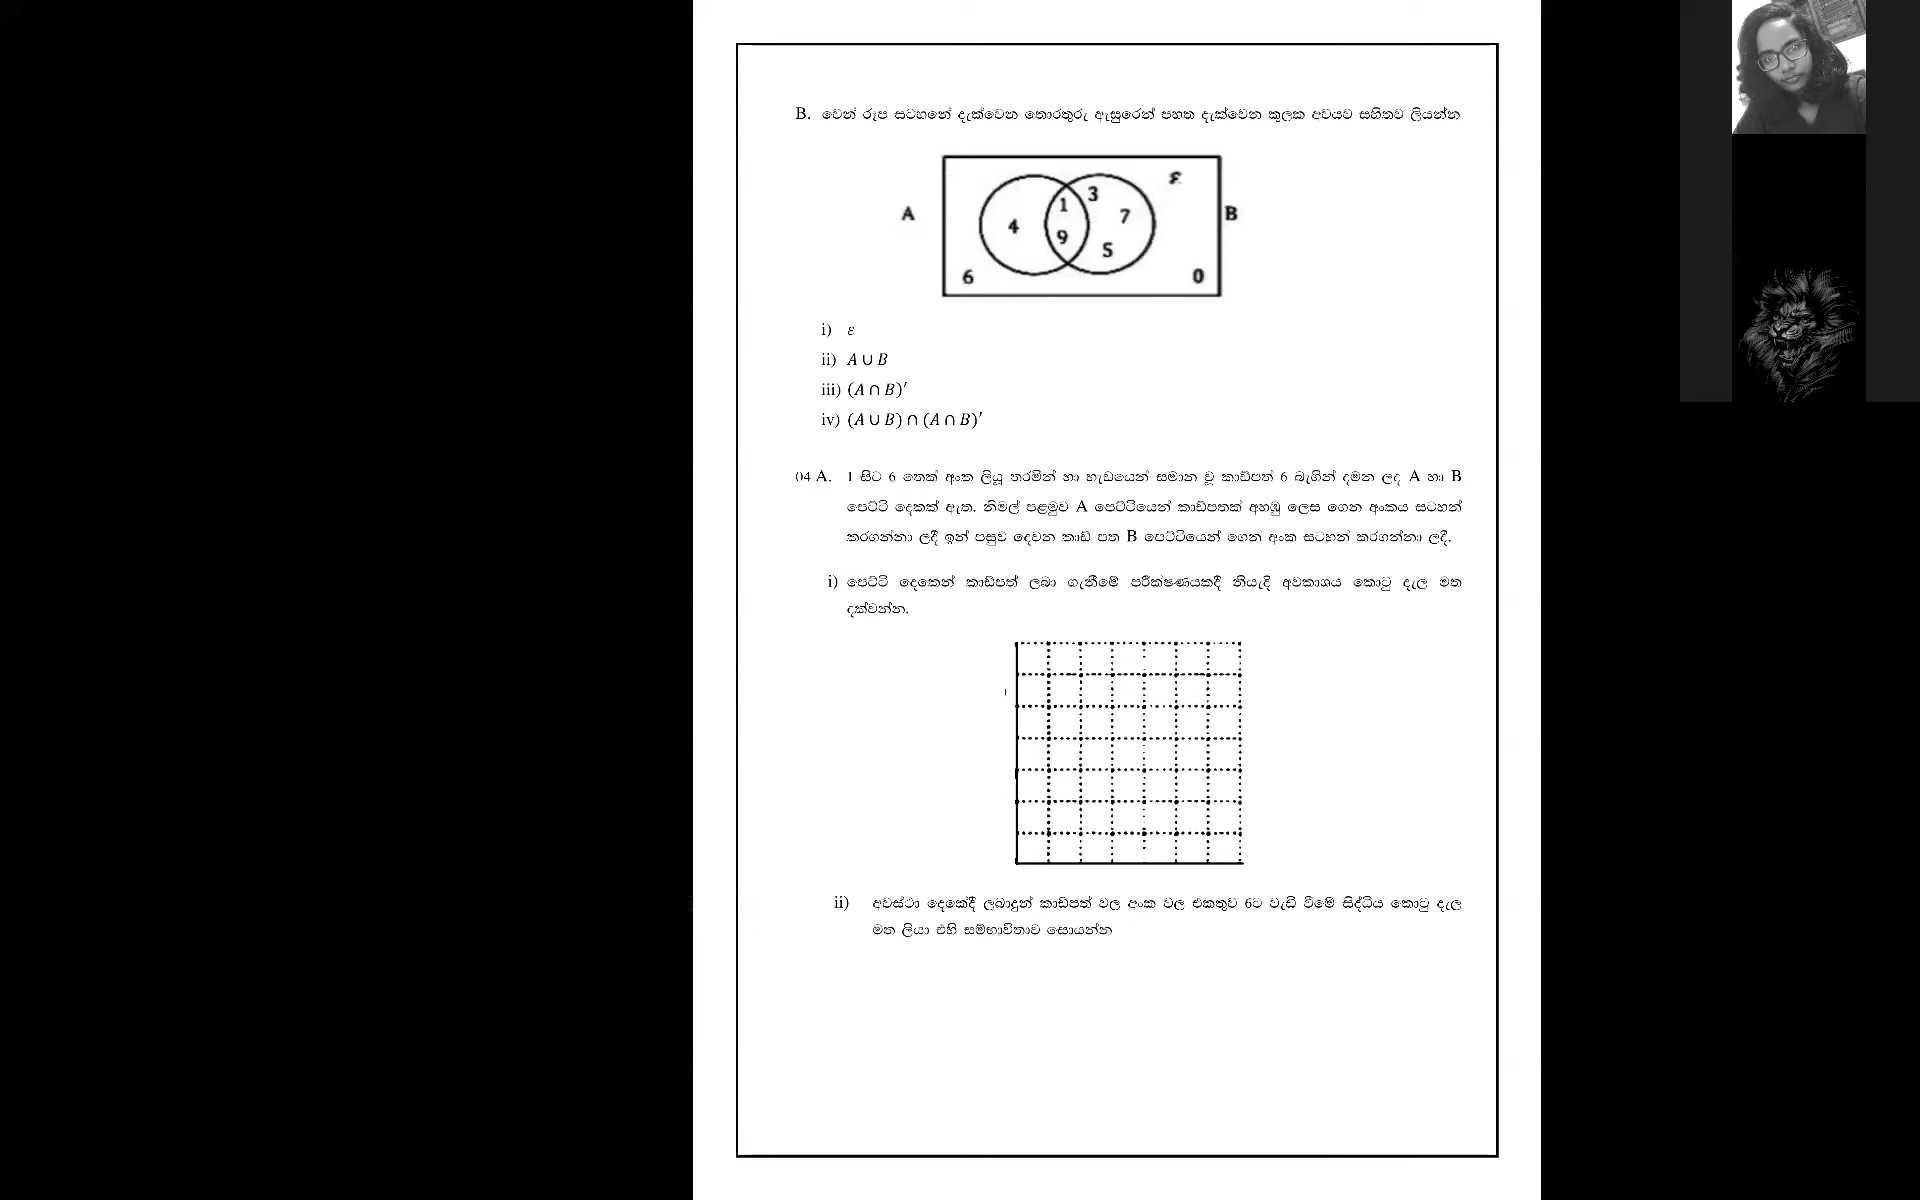 B. වෙන් රූප සටහනේ දැක්වෙන තොරතුරු ඇසුරෙන් පහත දැක්වෙන කුලක අවයව සහිතව ලියන්න
ε
A
B
4
1
9
3
7
5
6
0
i) ε
ii) A ∪ B
iii) (A ∩ B)′
iv) (A ∪ B) ∩ (A ∩ B)′
04 A. 1 සිට 6 තෙක් අංක ලියූ තරමින් හා හැඩයෙන් සමාන වූ කාඩ්පත් 6 බැගින් දමන ලද A හා B
පෙට්ටි දෙකක් ඇත. නිමල් පළමුව A පෙට්ටියෙන් කාඩ්පතක් අහඹු ලෙස ගෙන අංකය සටහන්
කරගන්නා ලදී ඉන් පසුව දෙවන කාඩ් පත B පෙට්ටියෙන් ගෙන අංක සටහන් කරගන්නා ලදී.
i) පෙට්ටි දෙකෙන් කාඩ්පත් ලබා ගැනීමේ පරීක්ෂණයකදී නියැදි අවකාශය කොටු දැල මත
දක්වන්න.
ii) අවස්ථා දෙකේදී ලබාදුන් කාඩ්පත් වල අංක වල එකතුව 6ට වැඩි වීමේ සිද්ධිය කොටු දැල
මත ලියා එහි සම්භාවිතාව සොයන්න